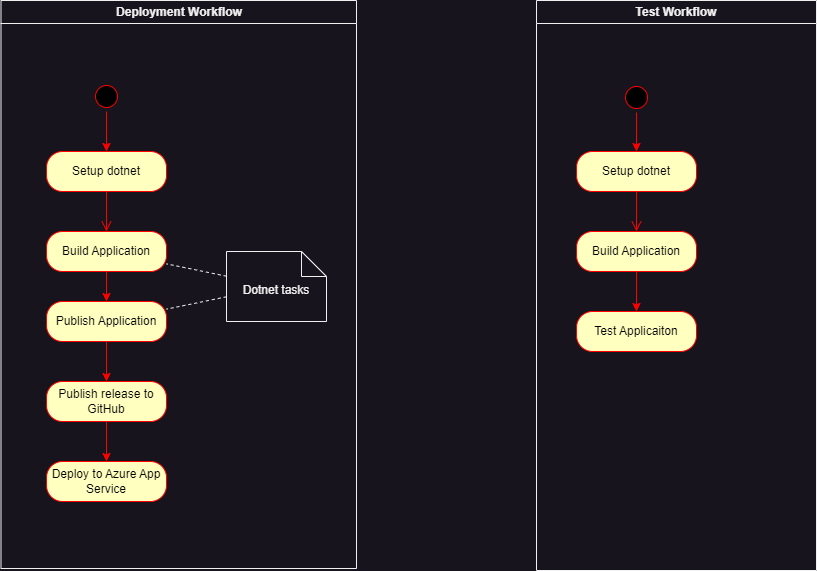 Deployment Workflow
Setup dotnet
Build Application
Dotnet tasks
Publish Application
Publish release to
GitHub
Deploy to Azure App
Service
Test Workflow
Setup dotnet
Build Application
Test Applicaiton